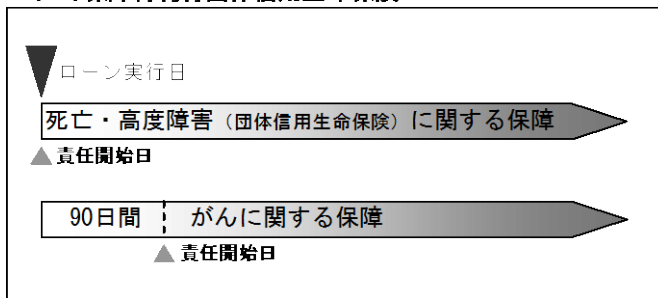 ローン実行日
死亡・高度障害（団体信用生命保険）に関する保障
責任開始日
90日間 がんに関する保障
責任開始日